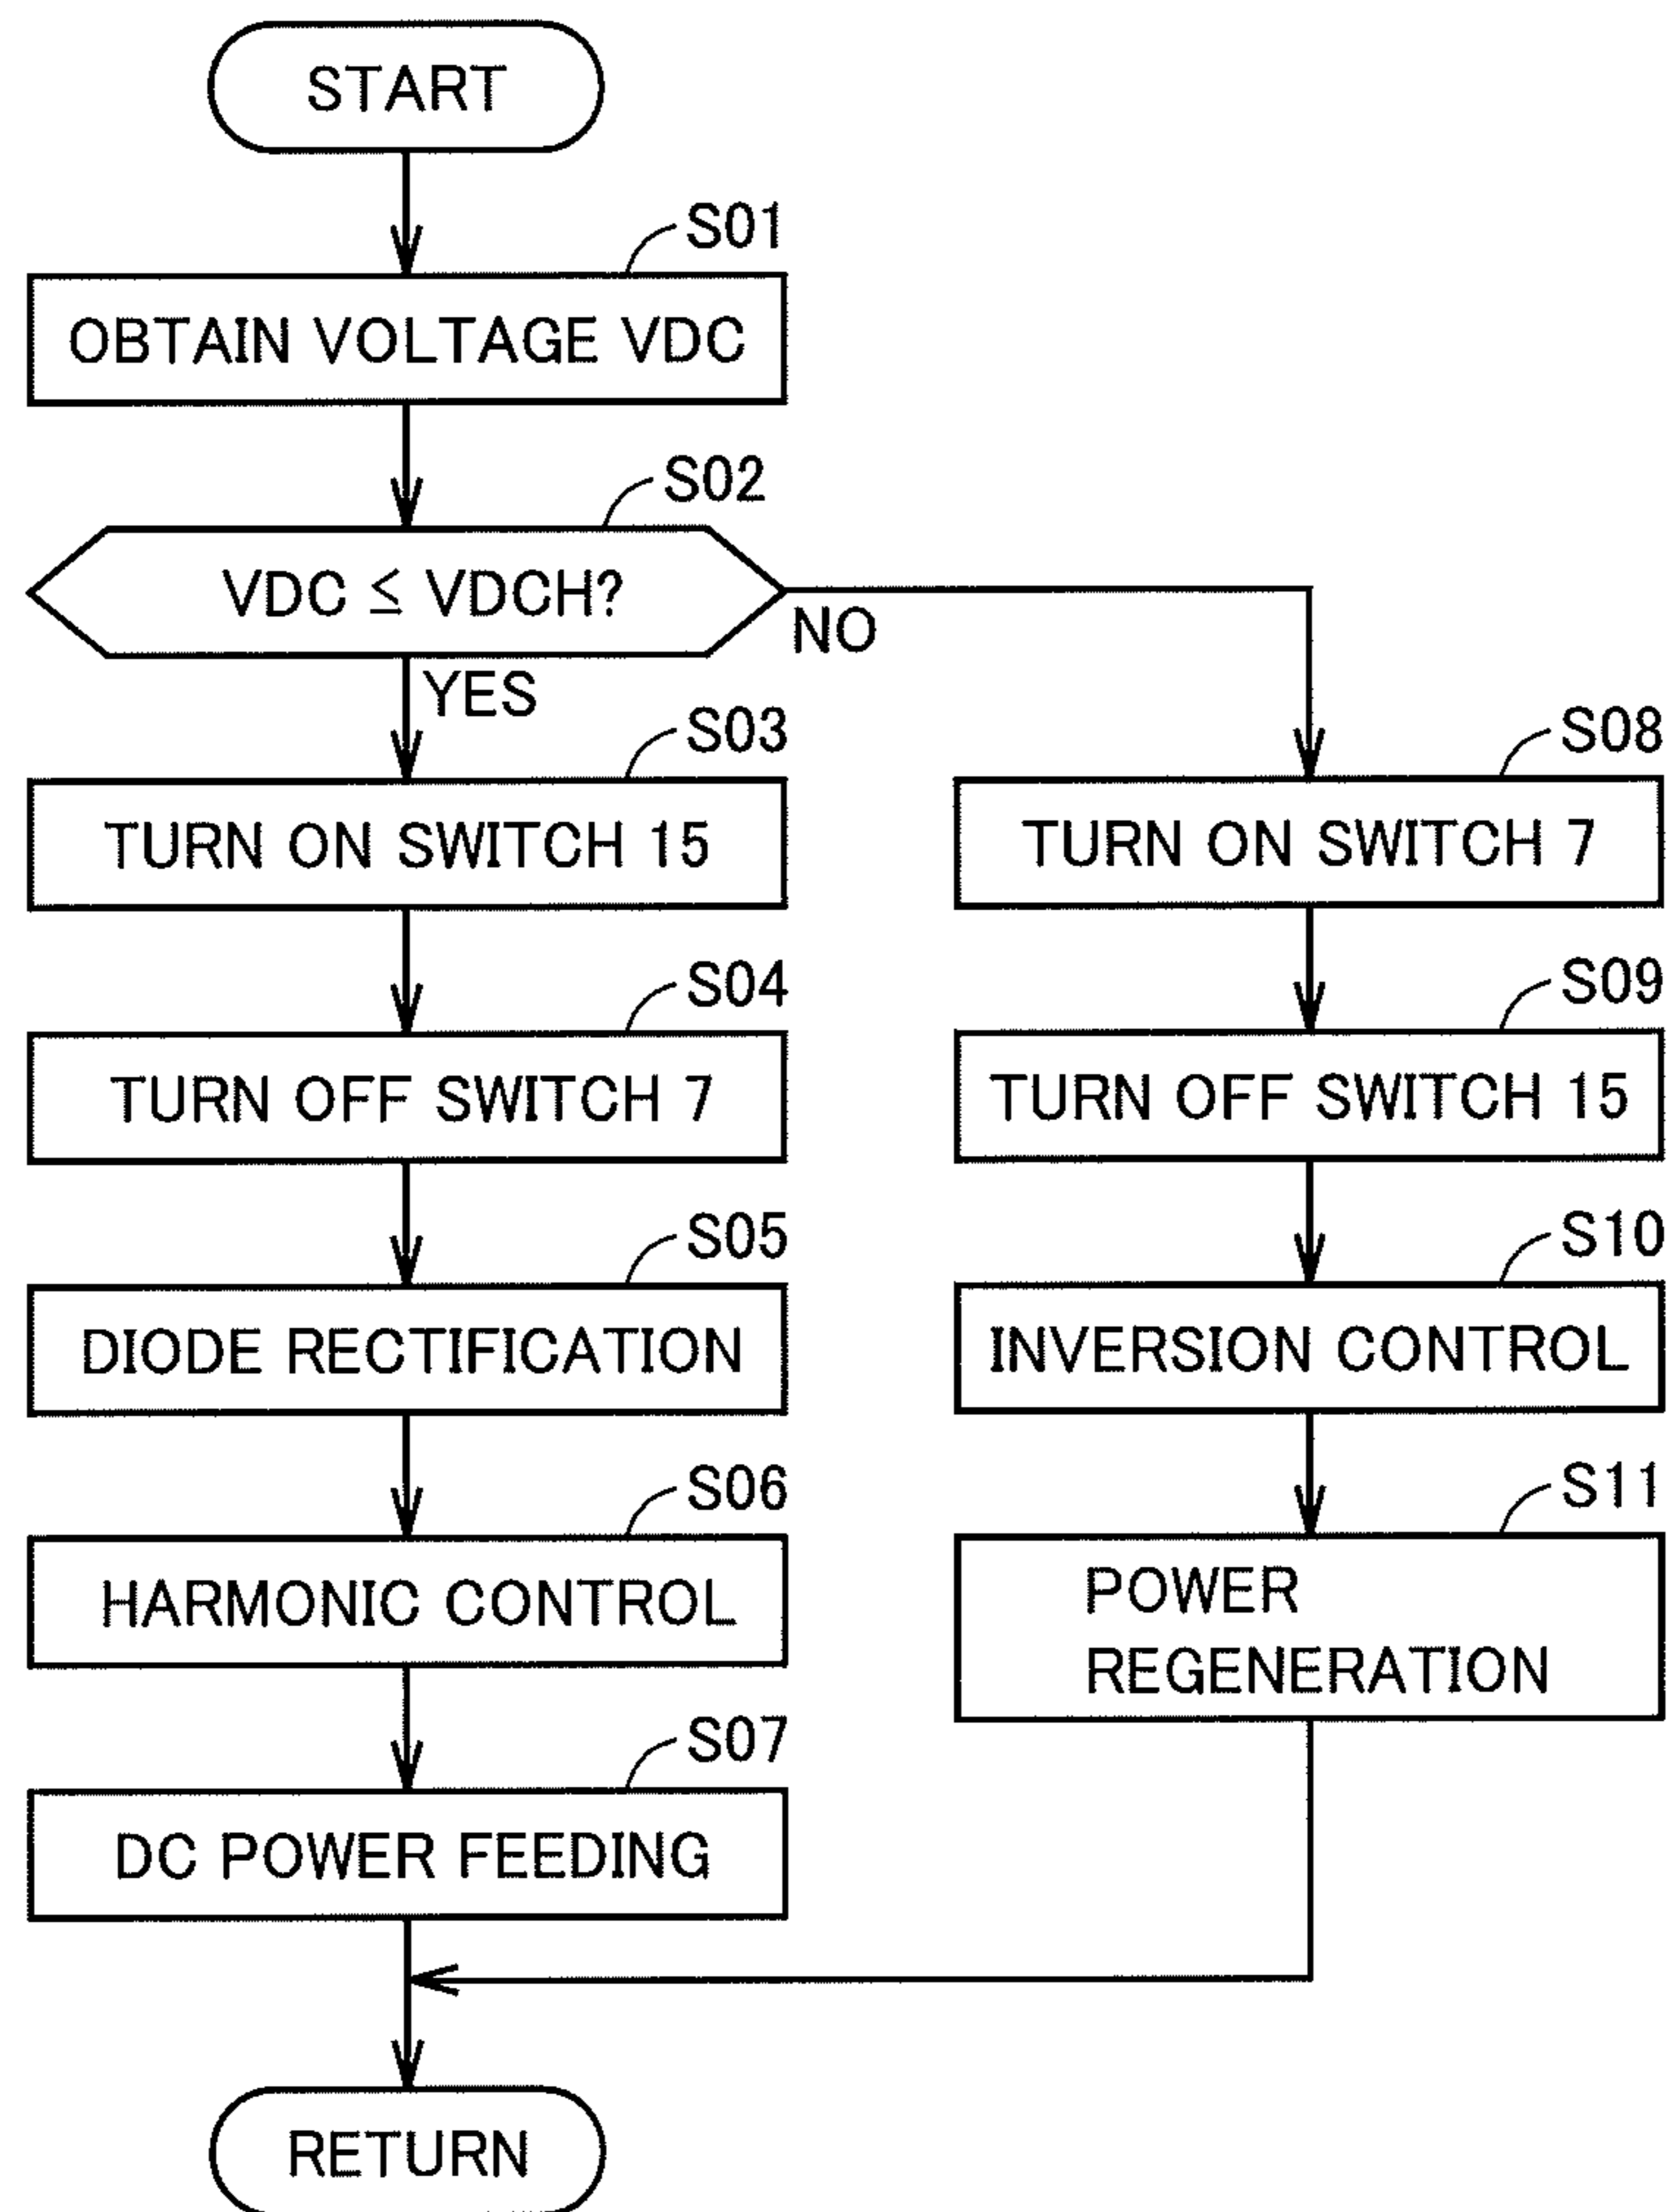 START
S01
OBTAIN VOLTAGE VDC
S02
VDC ≦ VDCH?
NO
YES
S03
TURN ON SWITCH 15
S04
TURN OFF SWITCH 7
S05
DIODE RECTIFICATION
S06
HARMONIC CONTROL
S07
DC POWER FEEDING
S08
TURN ON SWITCH 7
S09
TURN OFF SWITCH 15
S10
INVERSION CONTROL
S11
POWER
REGENERATION
RETURN